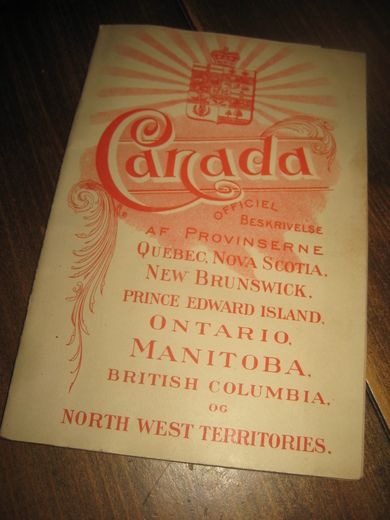 Canada
OFFICIEL
BESKRIVELSE
AF PROVINSERNE
QUEBEC, NOVA SCOTIA,
NEW BRUNSWICK,
PRINCE EDWARD ISLAND,
ONTARIO,
MANITOBA,
BRITISH COLUMBIA,
OG
NORTH WEST TERRITORIES.